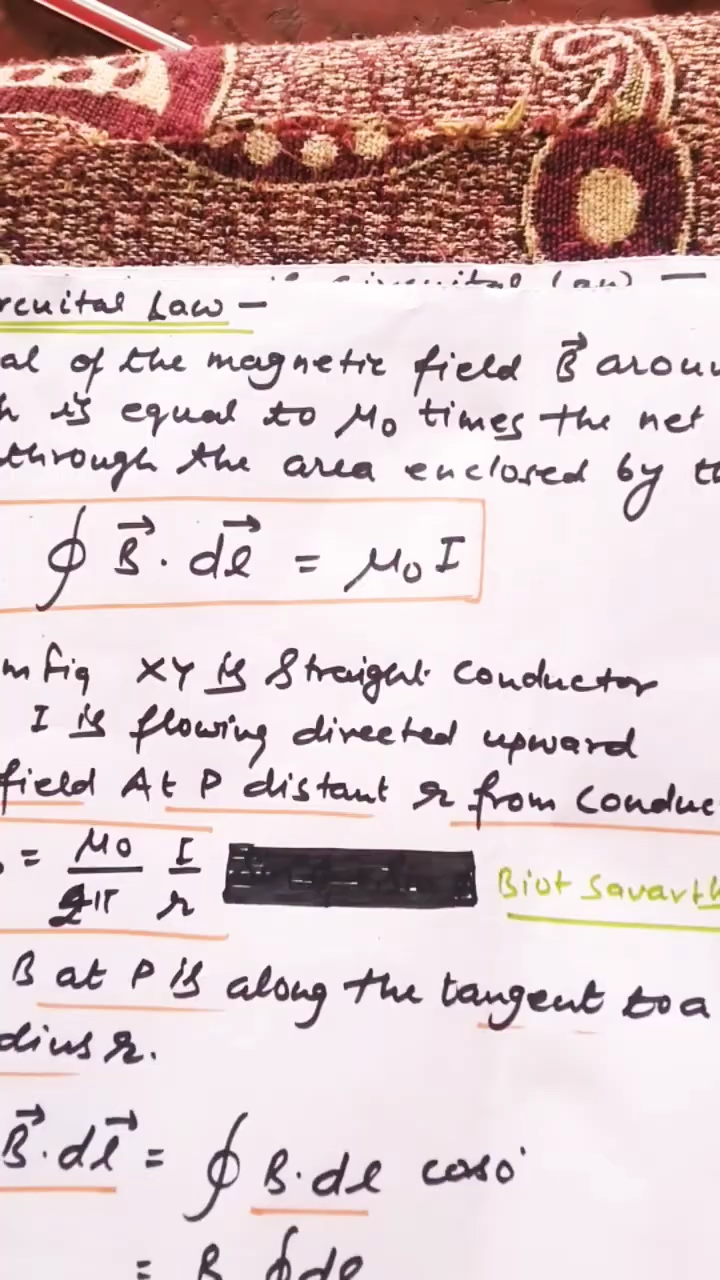 rcuital Law —
al of the magnetic field B⃗ arou
h is equal to μ₀ times the net
through the area enclosed by th
∮ B⃗ . dl⃗ = μ₀ I
m fig XY is Straight conductor
I is flowing directed upward
field At P distant r from Conduc
= μ₀/2π I/r
Biot Savart
B at P is along the tangent to a
dius r.
B⃗ . dl⃗ = ∮ B . dl cos0°
= B ∮ dl